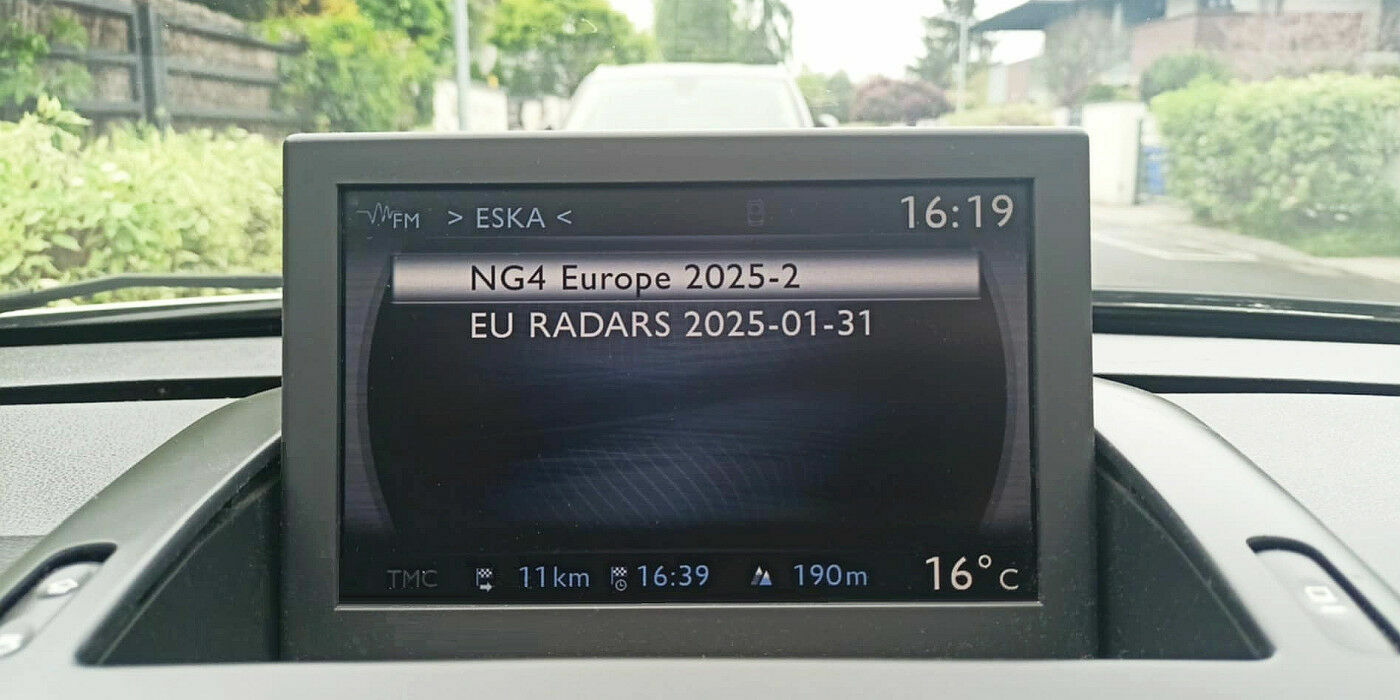 FM > ESKA < 16:19
NG4 Europe 2025-2
EU RADARS 2025-01-31
TMC 11km 16:39 190m 16°C